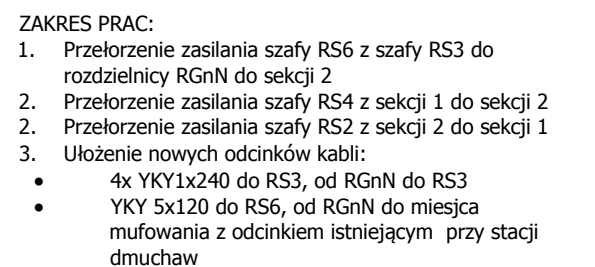 ZAKRES PRAC:
1. Przełorzenie zasilania szafy RS6 z szafy RS3 do
rozdzielnicy RGnN do sekcji 2
2. Przełorzenie zasilania szafy RS4 z sekcji 1 do sekcji 2
2. Przełorzenie zasilania szafy RS2 z sekcji 2 do sekcji 1
3. Ułożenie nowych odcinków kabli:
• 4x YKY1x240 do RS3, od RGnN do RS3
• YKY 5x120 do RS6, od RGnN do miesjca
mufowania z odcinkiem istniejącym przy stacji
dmuchaw